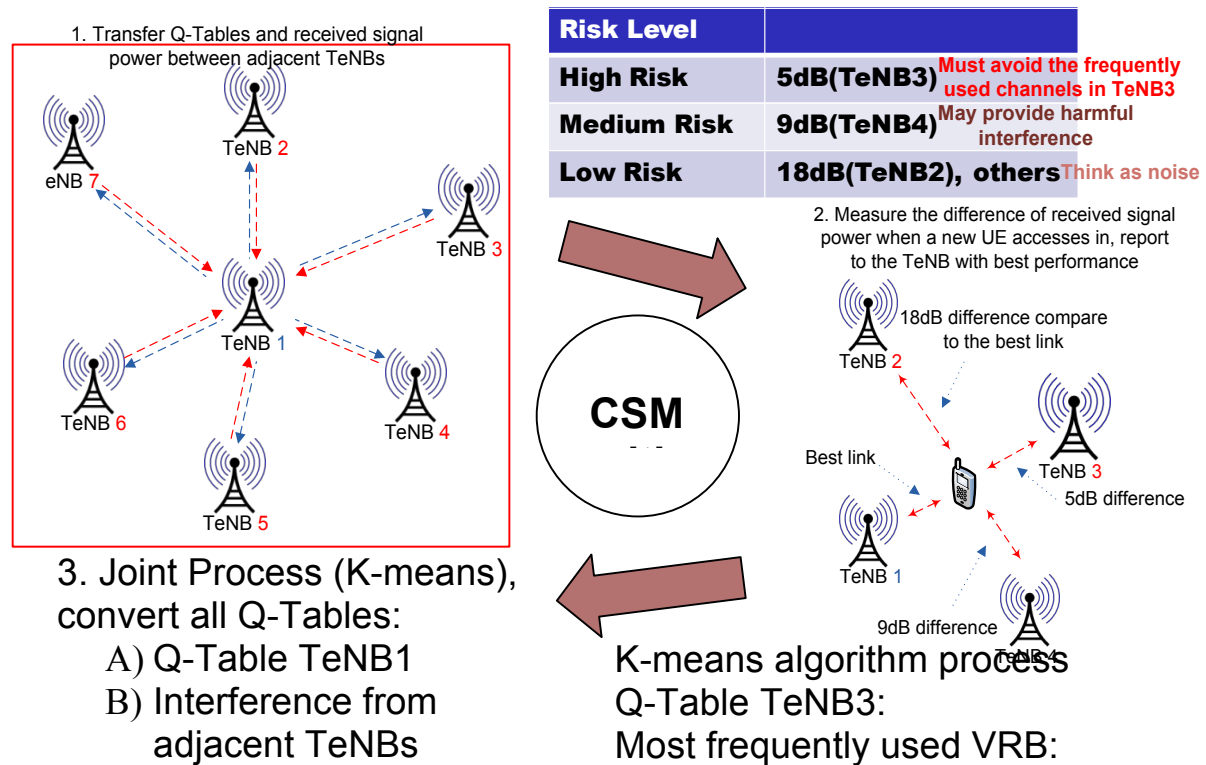 1. Transfer Q-Tables and received signal
power between adjacent TeNBs
TeNB 2
eNB 7
TeNB 3
TeNB 1
TeNB 6
TeNB 4
TeNB 5
Risk Level
High Risk
5dB(TeNB3)
Must avoid the frequently
used channels in TeNB3
Medium Risk
9dB(TeNB4)
May provide harmful
interference
Low Risk
18dB(TeNB2), others
Think as noise
CSM
2. Measure the difference of received signal
power when a new UE accesses in, report
to the TeNB with best performance
TeNB 2
18dB difference compare
to the best link
TeNB 3
5dB difference
Best link
TeNB 1
9dB difference
TeNB 4
3. Joint Process (K-means),
convert all Q-Tables:
A) Q-Table TeNB1
B) Interference from
adjacent TeNBs
K-means algorithm process
Q-Table TeNB3:
Most frequently used VRB: